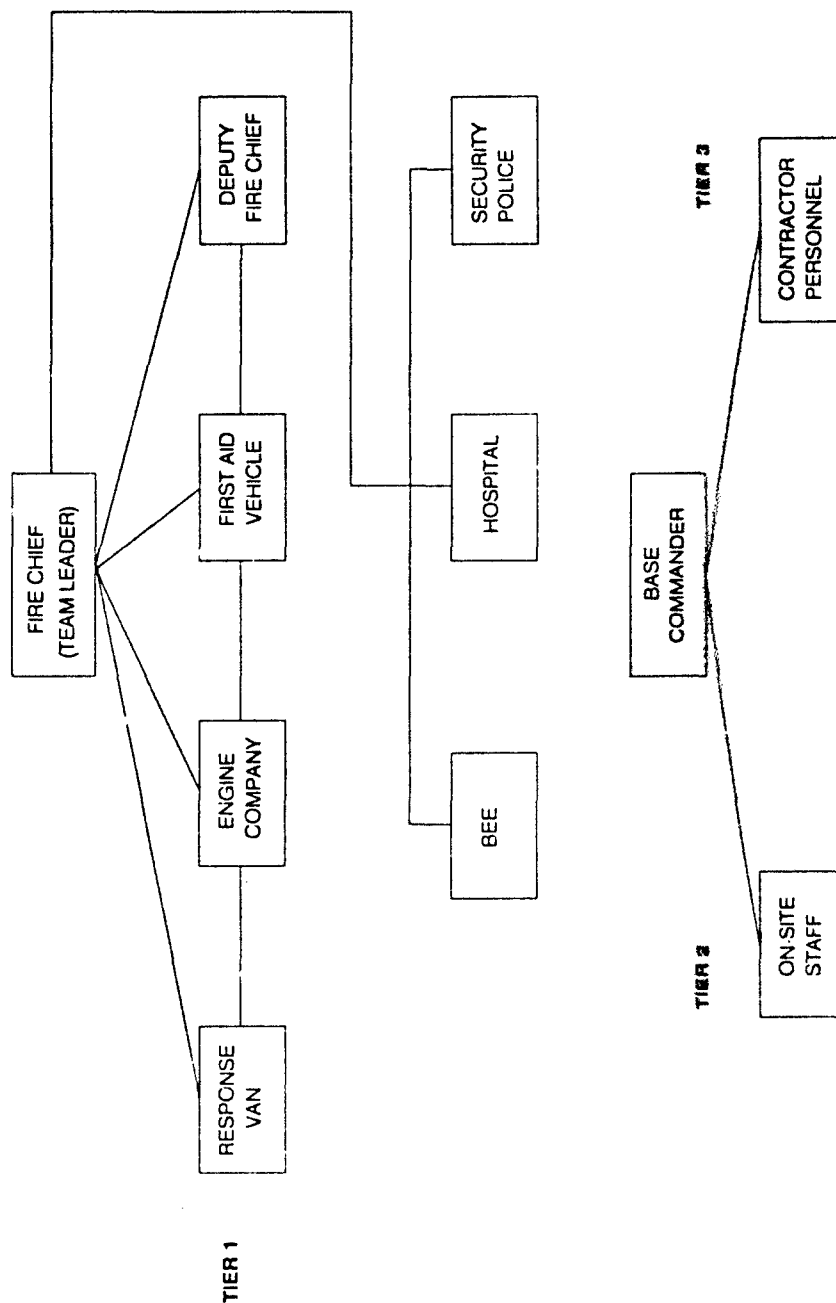 FIRE CHIEF
(TEAM LEADER)
TIER 1
RESPONSE
VAN
ENGINE
COMPANY
FIRST AID
VEHICLE
DEPUTY
FIRE CHIEF
BEE
HOSPITAL
SECURITY
POLICE
BASE
COMMANDER
TIER 2
TIER 3
ON-SITE
STAFF
CONTRACTOR
PERSONNEL